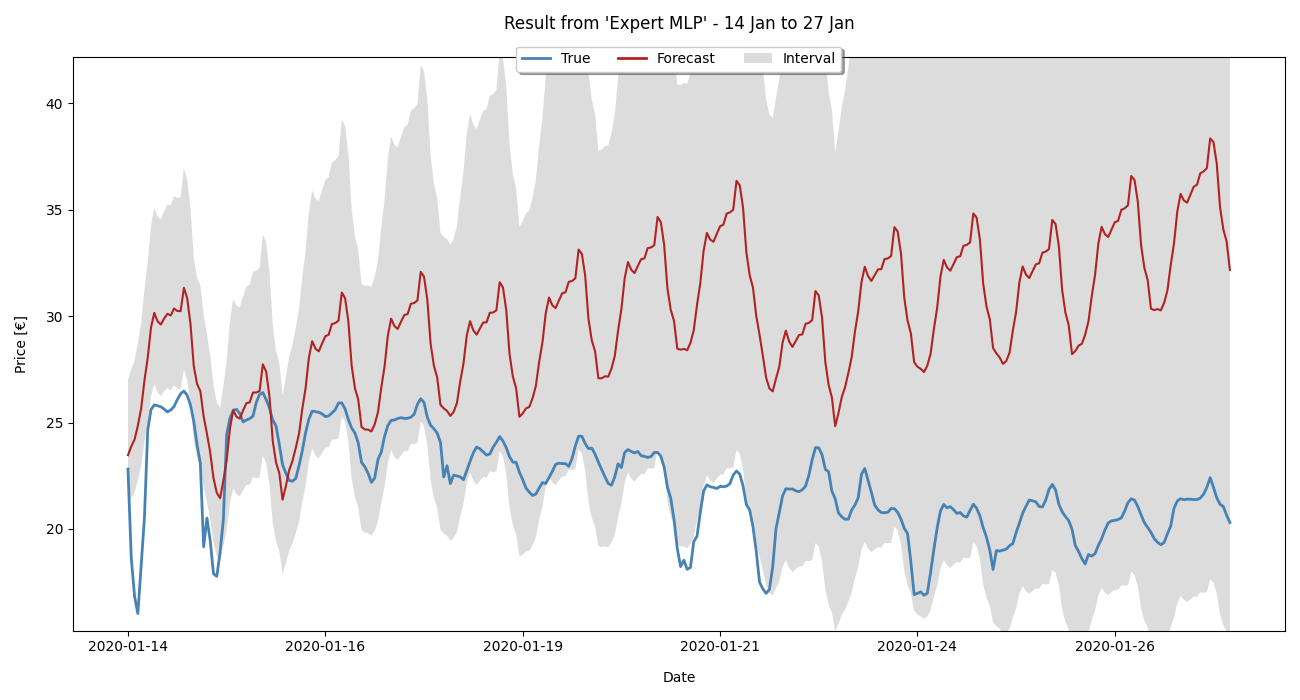 Result from 'Expert MLP' - 14 Jan to 27 Jan
True Forecast Interval
40
35
30
25
20
Price [€]
2020-01-14 2020-01-16 2020-01-19 2020-01-21 2020-01-24 2020-01-26
Date